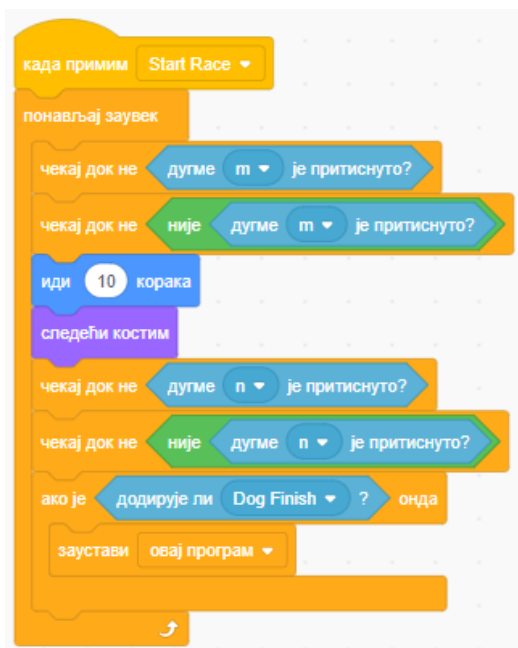 када примим Start Race
понављај заувек
чекај док не дугме m је притиснуто?
чекај док не није дугме m је притиснуто?
иди 10 корака
следећи костим
чекај док не дугме n је притиснуто?
чекај док не није дугме n је притиснуто?
ако је додирује ли Dog Finish ? онда
заустави овај програм